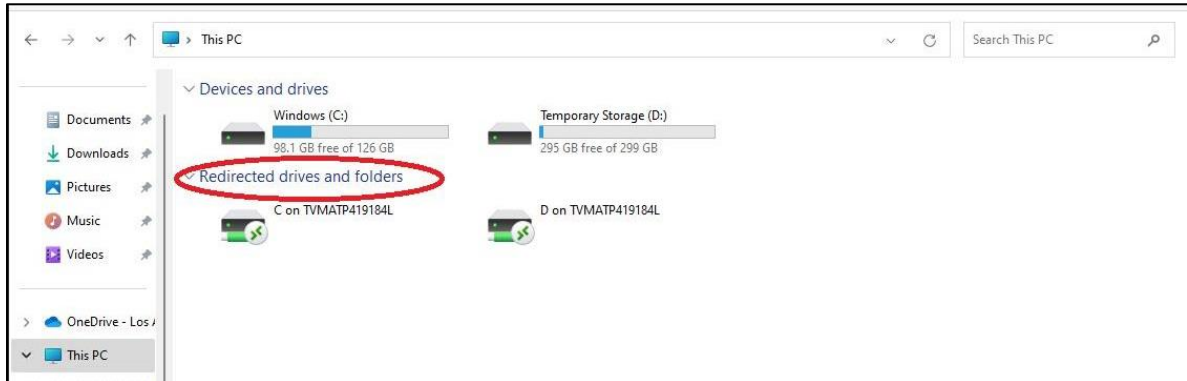 This PC
Search This PC
Documents
Downloads
Pictures
Music
Videos
OneDrive - Los
This PC
Devices and drives
Windows (C:)
98.1 GB free of 126 GB
Temporary Storage (D:)
295 GB free of 299 GB
Redirected drives and folders
C on TVMATP419184L
D on TVMATP419184L